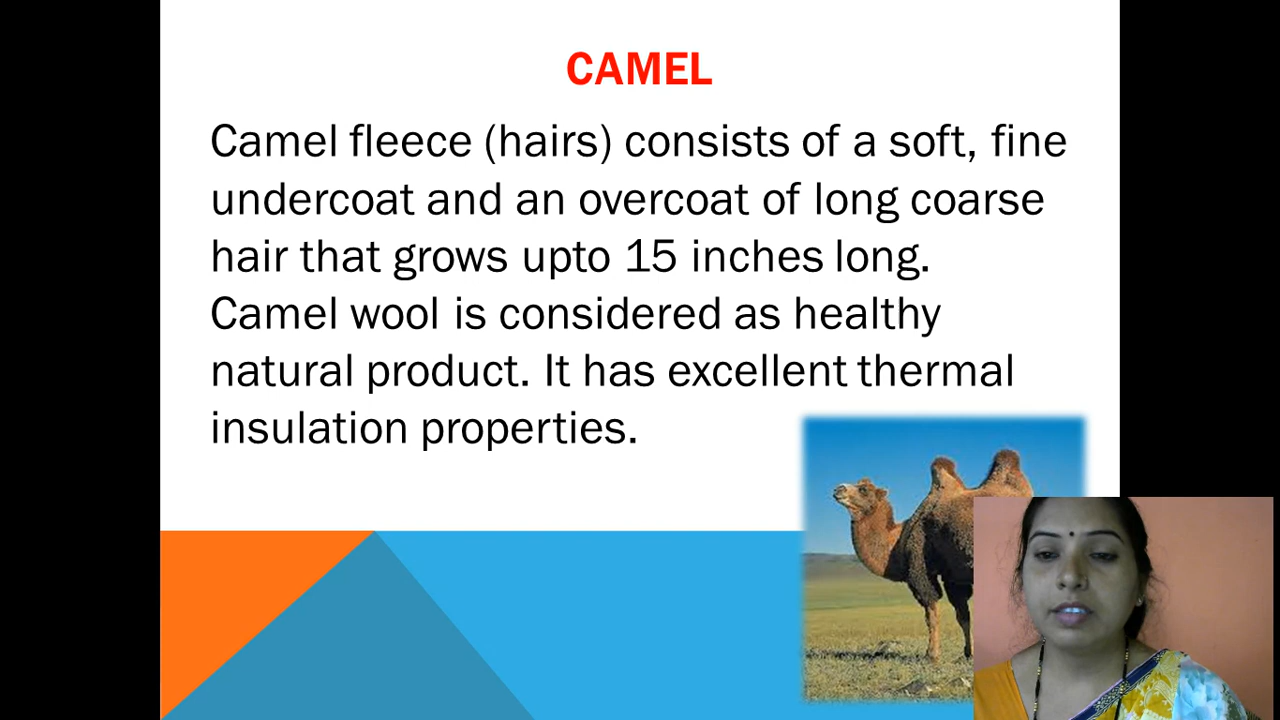 CAMEL
Camel fleece (hairs) consists of a soft, fine
undercoat and an overcoat of long coarse
hair that grows upto 15 inches long.
Camel wool is considered as healthy
natural product. It has excellent thermal
insulation properties.